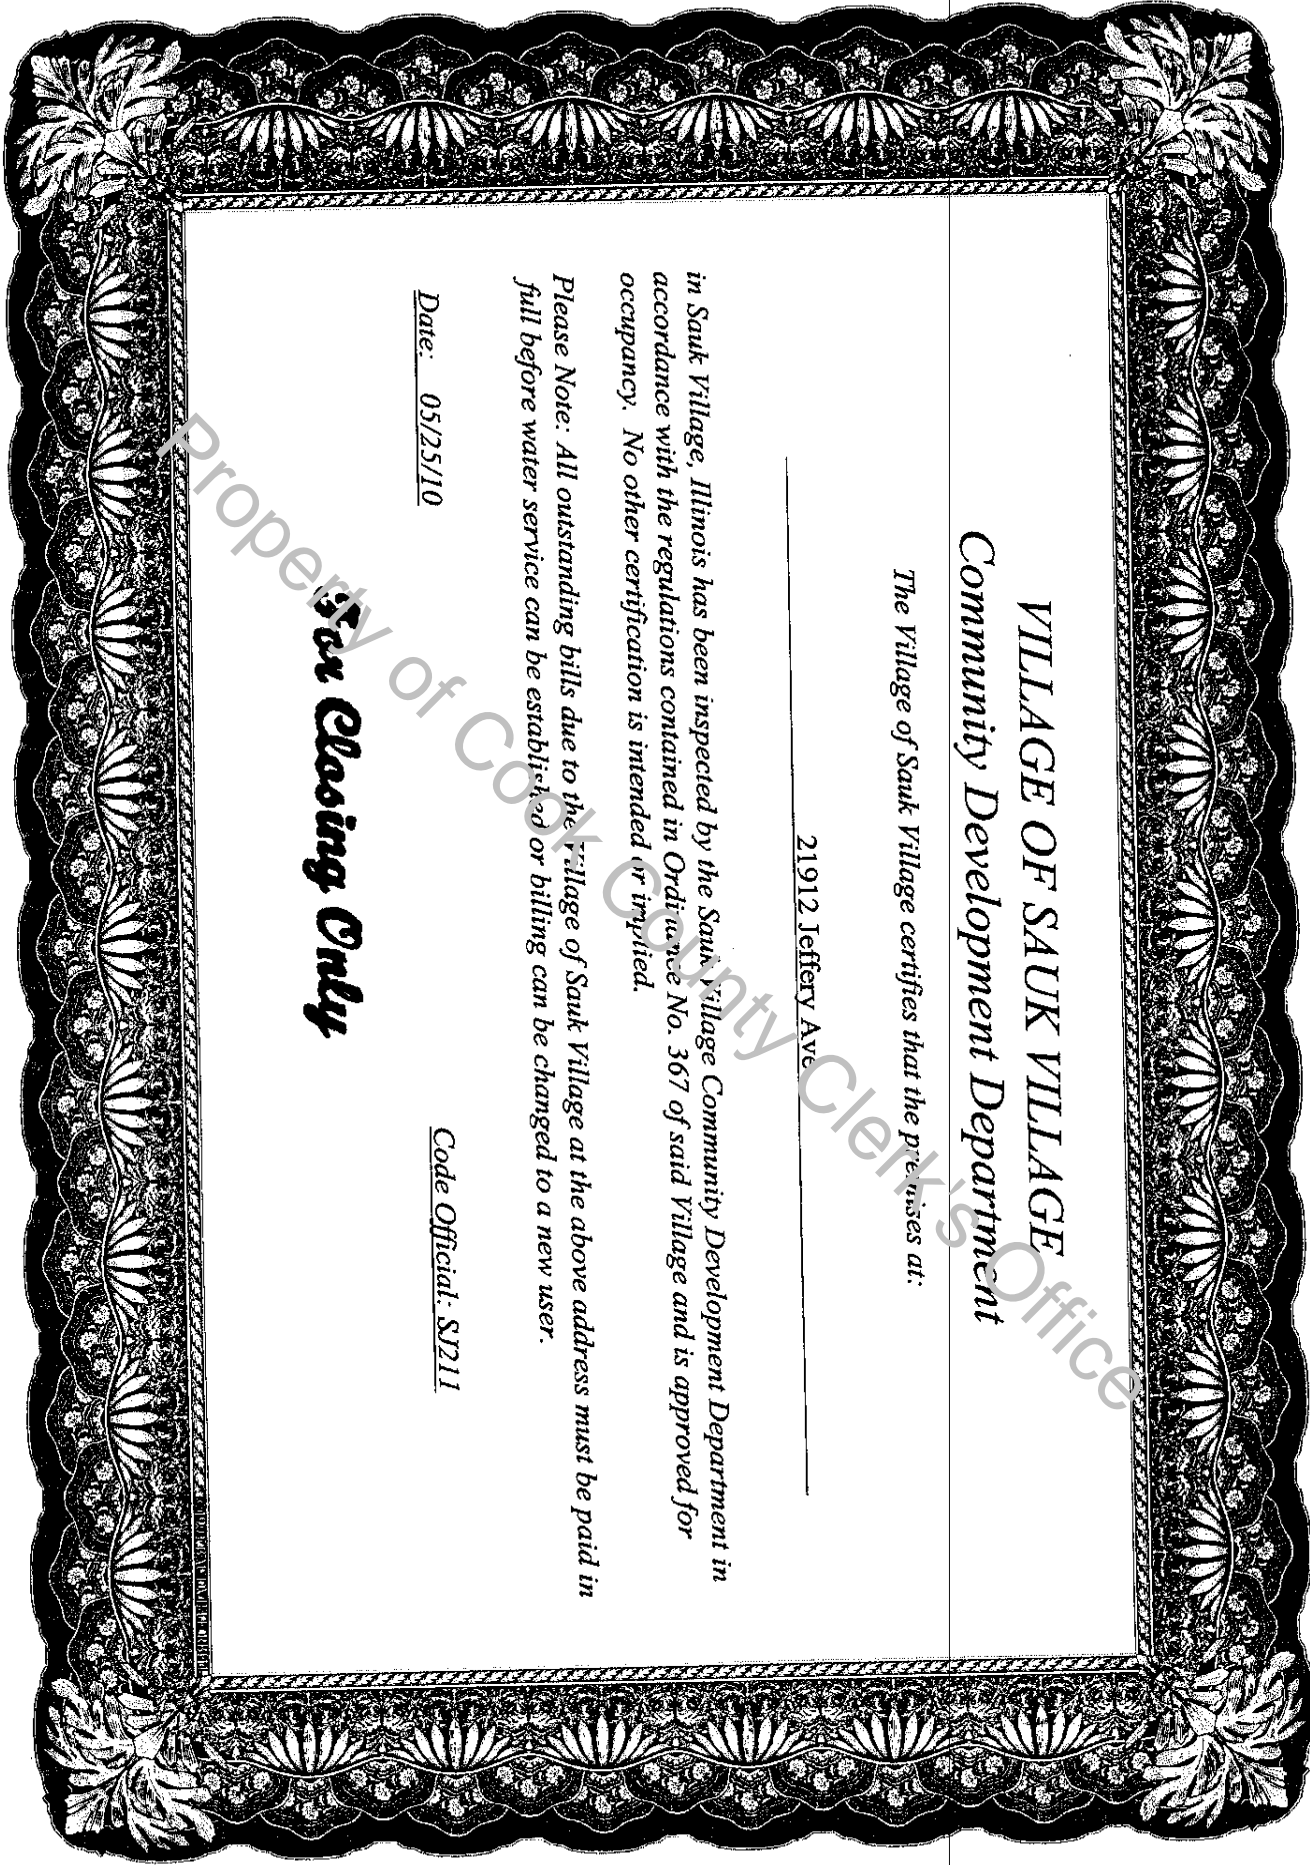 VILLAGE OF SAUK VILLAGE
Community Development Department
The Village of Sauk Village certifies that the premises at:
21912 Jeffery Ave
in Sauk Village, Illinois has been inspected by the Sauk Village Community Development Department in
accordance with the regulations contained in Ordinance No. 367 of said Village and is approved for
occupancy. No other certification is intended or implied.
Please Note: All outstanding bills due to the Village of Sauk Village at the above address must be paid in
full before water service can be established or billing can be changed to a new user.
Date: 05/25/10
Code Official: SJ211
For Closing Only
Property of Cook County Clerk's Office